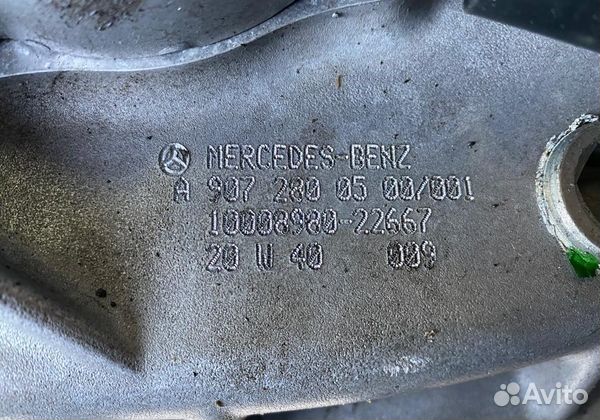 MERCEDES-BENZ
A 907 280 05 00/001
10008980-22667
20 W 40 009
Avito